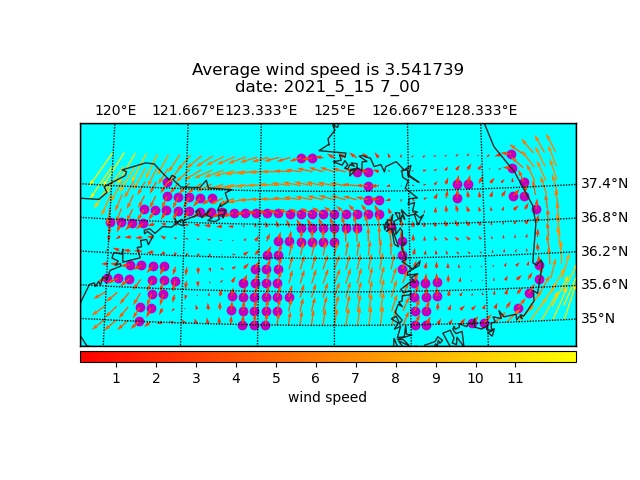 Average wind speed is 3.541739
date: 2021_5_15 7_00
120°E 121.667°E 123.333°E 125°E 126.667°E 128.333°E
37.4°N
36.8°N
36.2°N
35.6°N
35°N
1 2 3 4 5 6 7 8 9 10 11
wind speed